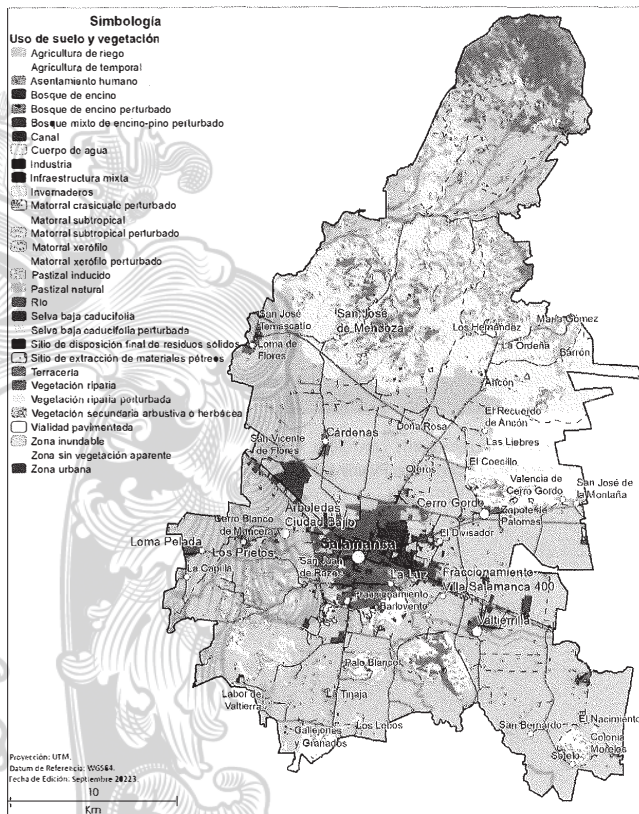 Simbología
Uso de suelo y vegetación
Agricultura de riego
Agricultura de temporal
Asentamiento humano
Bosque de encino
Bosque de encino perturbado
Bosque mixto de encino-pino perturbado
Canal
Cuerpo de agua
Industria
Infraestructura mixta
Invernaderos
Matorral crasicaule perturbado
Matorral subtropical
Matorral subtropical perturbado
Matorral xerófilo
Matorral xerófilo perturbado
Pastizal inducido
Pastizal natural
Río
Selva baja caducifolia
Selva baja caducifolia perturbada
Sitio de disposición final de residuos sólidos
Sitio de extracción de materiales pétreos
Terracería
Vegetación riparia
Vegetación riparia perturbada
Vegetación secundaria arbustiva o herbácea
Vialidad pavimentada
Zona inundable
Zona sin vegetación aparente
Zona urbana
San José
Temascatío
Loma de
Flores
San José
de Mendoza
Los Hernández
María Gómez
La Ordeña
Barrón
Ancón
El Recuerdo
de Ancón
Doña Rosa
Cárdenas
San Vicente
de Flores
Las Liebres
Oteros
El Coecillo
Valencia de
Cerro Gordo
San José de
la Montaña
Cerro Gordo
Zapote de
Palomas
Arboledas
Ciudad Bajío
Cerro Blanco
de Mancera
El Divisador
Loma Pelada
Los Prietos
Salamanca
La Capilla
San Juan
de Razos
La Luz
Fraccionamiento
Villa Salamanca 400
Fraccionamiento
Barlovento
Valtierrilla
Palo Blanco
Labor de
Valtierra
La Tinaja
Los Lobos
Callejones
y Granados
San Bernardo
El Nacimiento
Colonia
Morelos
Sotelo
Proyección: UTM.
Datum de Referencia: WGS84.
Fecha de Edición: Septiembre 20223.
10
Km